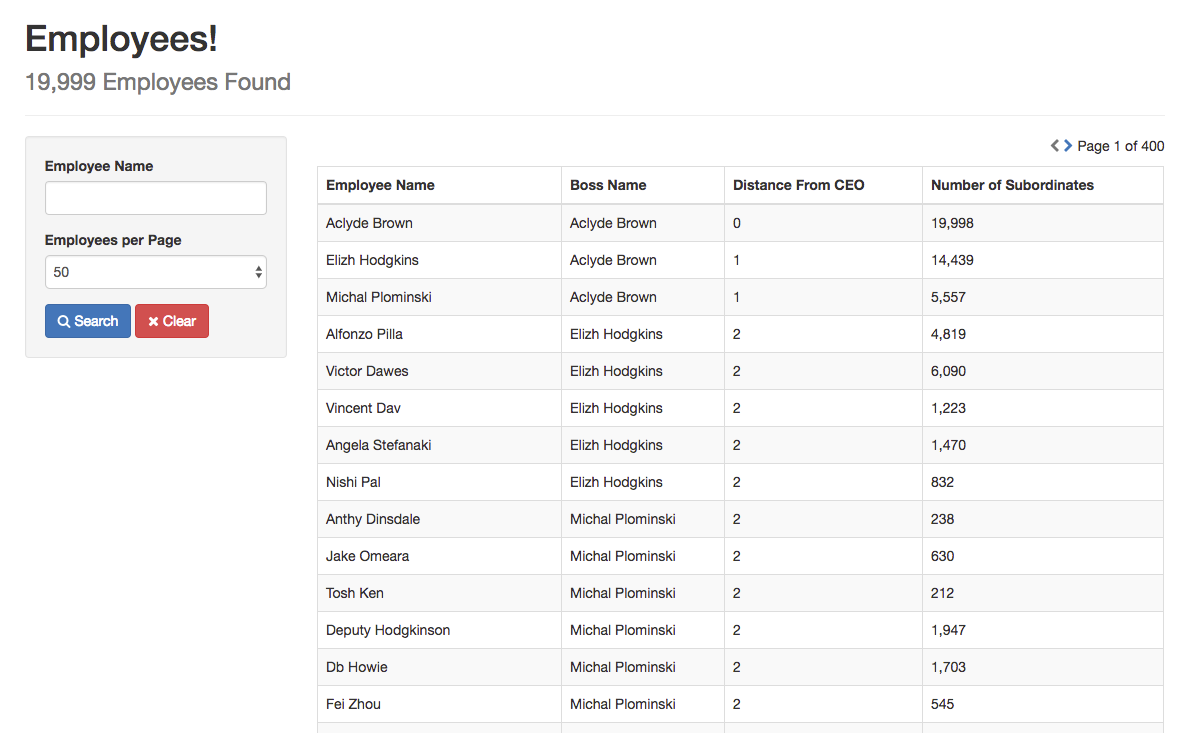 Employees!
19,999 Employees Found
Employee Name
Employees per Page
50
Search Clear
Page 1 of 400
Employee Name Boss Name Distance From CEO Number of Subordinates
Aclyde Brown Aclyde Brown 0 19,998
Elizh Hodgkins Aclyde Brown 1 14,439
Michal Plominski Aclyde Brown 1 5,557
Alfonzo Pilla Elizh Hodgkins 2 4,819
Victor Dawes Elizh Hodgkins 2 6,090
Vincent Dav Elizh Hodgkins 2 1,223
Angela Stefanaki Elizh Hodgkins 2 1,470
Nishi Pal Elizh Hodgkins 2 832
Anthy Dinsdale Michal Plominski 2 238
Jake Omeara Michal Plominski 2 630
Tosh Ken Michal Plominski 2 212
Deputy Hodgkinson Michal Plominski 2 1,947
Db Howie Michal Plominski 2 1,703
Fei Zhou Michal Plominski 2 545